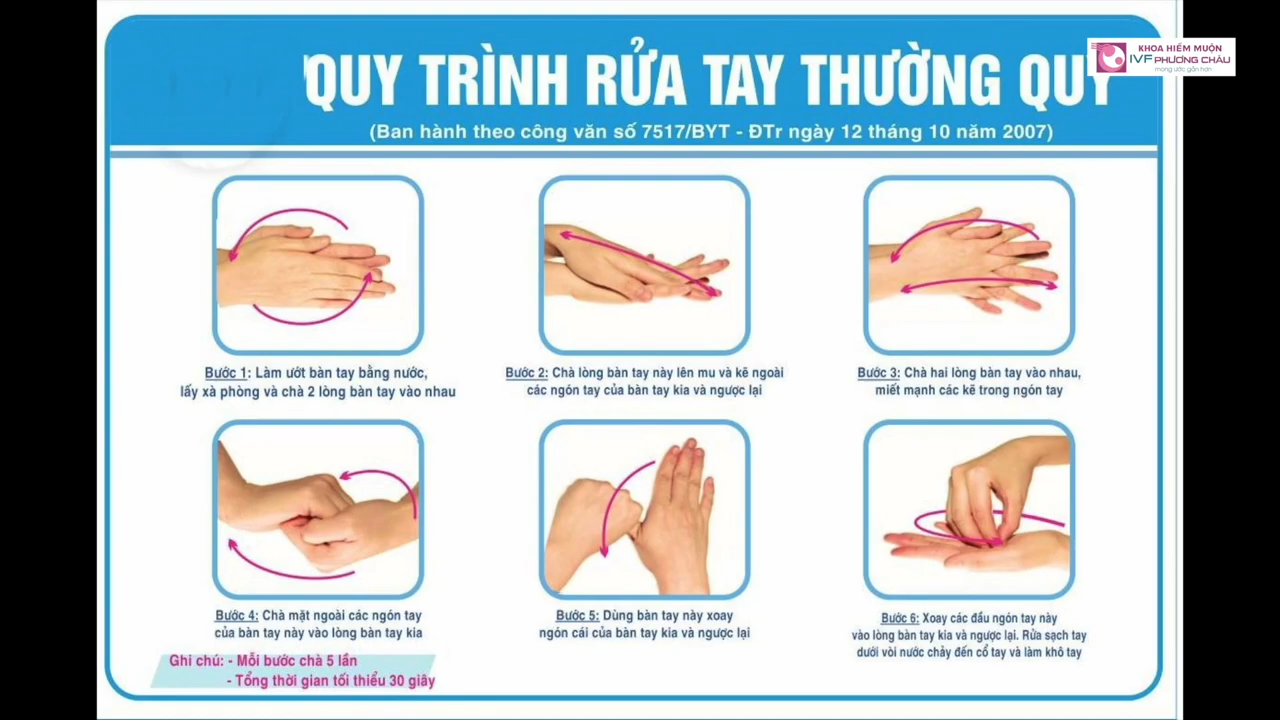 QUY TRÌNH RỬA TAY THƯỜNG QUY
KHOA HIẾM MUỘN
IVF PHƯƠNG CHÂU
mong ước gần hơn
(Ban hành theo công văn số 7517/BYT - ĐTr ngày 12 tháng 10 năm 2007)
Bước 1: Làm ướt bàn tay bằng nước,
lấy xà phòng và chà 2 lòng bàn tay vào nhau
Bước 2: Chà lòng bàn tay này lên mu và kẽ ngoài
các ngón tay của bàn tay kia và ngược lại
Bước 3: Chà hai lòng bàn tay vào nhau,
miết mạnh các kẽ trong ngón tay
Bước 4: Chà mặt ngoài các ngón tay
của bàn tay này vào lòng bàn tay kia
Bước 5: Dùng bàn tay này xoay
ngón cái của bàn tay kia và ngược lại
Bước 6: Xoay các đầu ngón tay này
vào lòng bàn tay kia và ngược lại. Rửa sạch tay
dưới vòi nước chảy đến cổ tay và làm khô tay
Ghi chú: - Mỗi bước chà 5 lần
- Tổng thời gian tối thiểu 30 giây